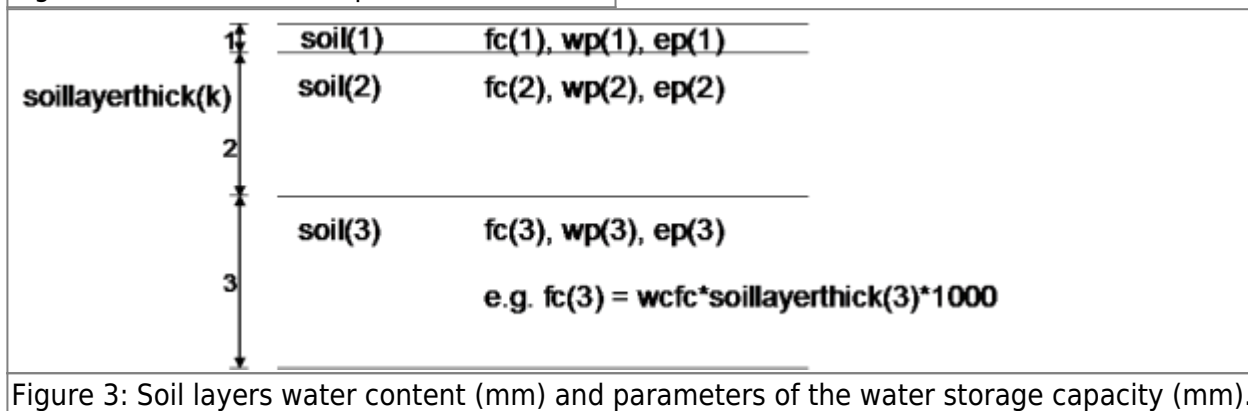 1 soil(1) fc(1), wp(1), ep(1)
soillayerthick(k) soil(2) fc(2), wp(2), ep(2)
2
soil(3) fc(3), wp(3), ep(3)
3
e.g. fc(3) = wcfc*soillayerthick(3)*1000
Figure 3: Soil layers water content (mm) and parameters of the water storage capacity (mm).